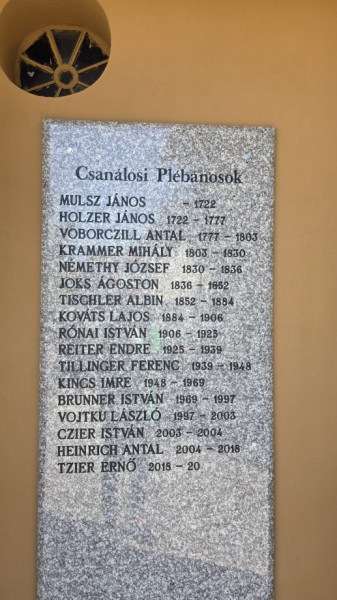 Csanálosi Plébánosok
MULSZ JÁNOS - 1722
HOLZER JÁNOS 1722 - 1777
VOBORCZILL ANTAL 1777 - 1803
KRAMMER MIHÁLY 1803 - 1830
NÉMETHY JÓZSEF 1830 - 1836
JOKS ÁGOSTON 1836 - 1852
TISCHLER ALBIN 1852 - 1884
KOVÁTS LAJOS 1884 - 1906
RÓNAI ISTVÁN 1906 - 1925
REITER ENDRE 1925 - 1939
TILLINGER FERENC 1939 - 1948
KINCS IMRE 1948 - 1969
BRUNNER ISTVÁN 1969 - 1997
VOJTKU LÁSZLÓ 1997 - 2003
CZIER ISTVÁN 2003 - 2004
HEINRICH ANTAL 2004 - 2018
TZIER ERNŐ 2018 - 20